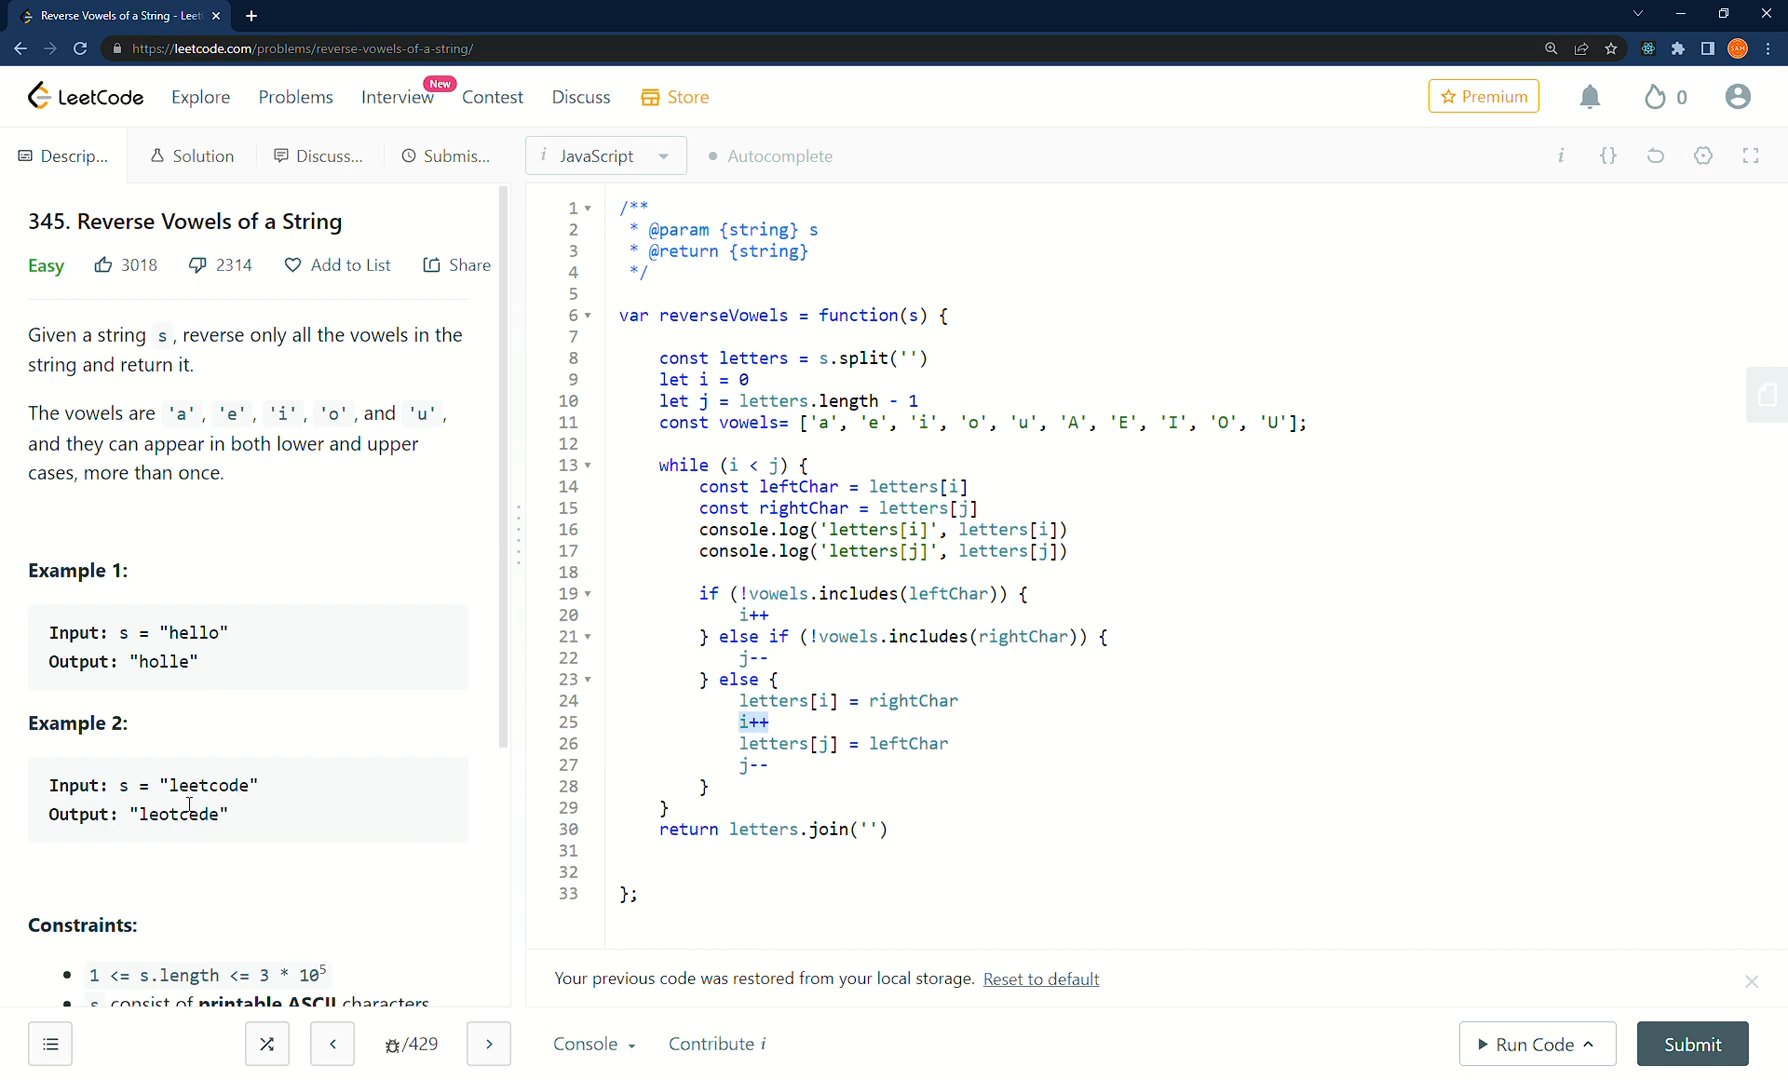 Reverse Vowels of a String - Leet
https://leetcode.com/problems/reverse-vowels-of-a-string/
SAM
LeetCode
Explore
Problems
Interview
New
Contest
Discuss
Store
Premium
0
Descrip...
Solution
Discuss...
Submis...
i JavaScript
Autocomplete
i
{}
345. Reverse Vowels of a String
Easy
3018
2314
Add to List
Share
Given a string s, reverse only all the vowels in the
string and return it.
The vowels are 'a', 'e', 'i', 'o', and 'u',
and they can appear in both lower and upper
cases, more than once.
Example 1:
Input: s = "hello"
Output: "holle"
Example 2:
Input: s = "leetcode"
Output: "leotcede"
Constraints:
1 <= s.length <= 3 * 10⁵
s consist of printable ASCII characters
1 /**
2 * @param {string} s
3 * @return {string}
4 */
5
6 var reverseVowels = function(s) {
7
8 const letters = s.split('')
9 let i = 0
10 let j = letters.length - 1
11 const vowels= ['a', 'e', 'i', 'o', 'u', 'A', 'E', 'I', 'O', 'U'];
12
13 while (i < j) {
14 const leftChar = letters[i]
15 const rightChar = letters[j]
16 console.log('letters[i]', letters[i])
17 console.log('letters[j]', letters[j])
18
19 if (!vowels.includes(leftChar)) {
20 i++
21 } else if (!vowels.includes(rightChar)) {
22 j--
23 } else {
24 letters[i] = rightChar
25 i++
26 letters[j] = leftChar
27 j--
28 }
29 }
30 return letters.join('')
31
32
33 };
Your previous code was restored from your local storage. Reset to default
/429
Console
Contribute i
Run Code
Submit